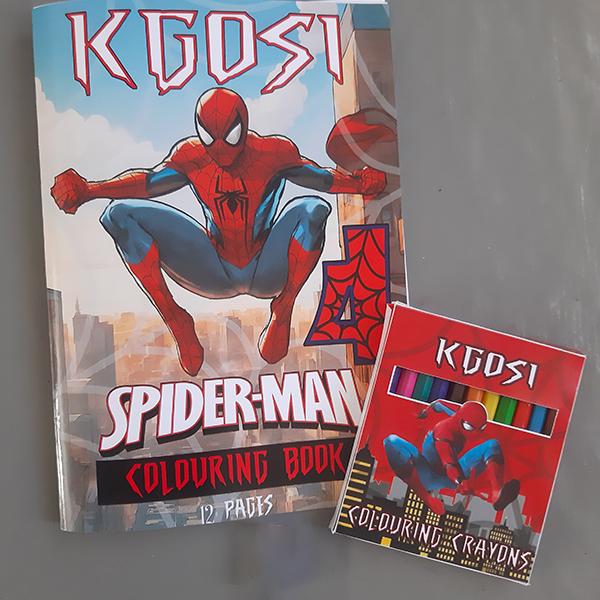 KGOSI
4
SPIDER-MAN
COLOURING BOOK
12 PAGES
KGOSI
COLOURING CRAYONS